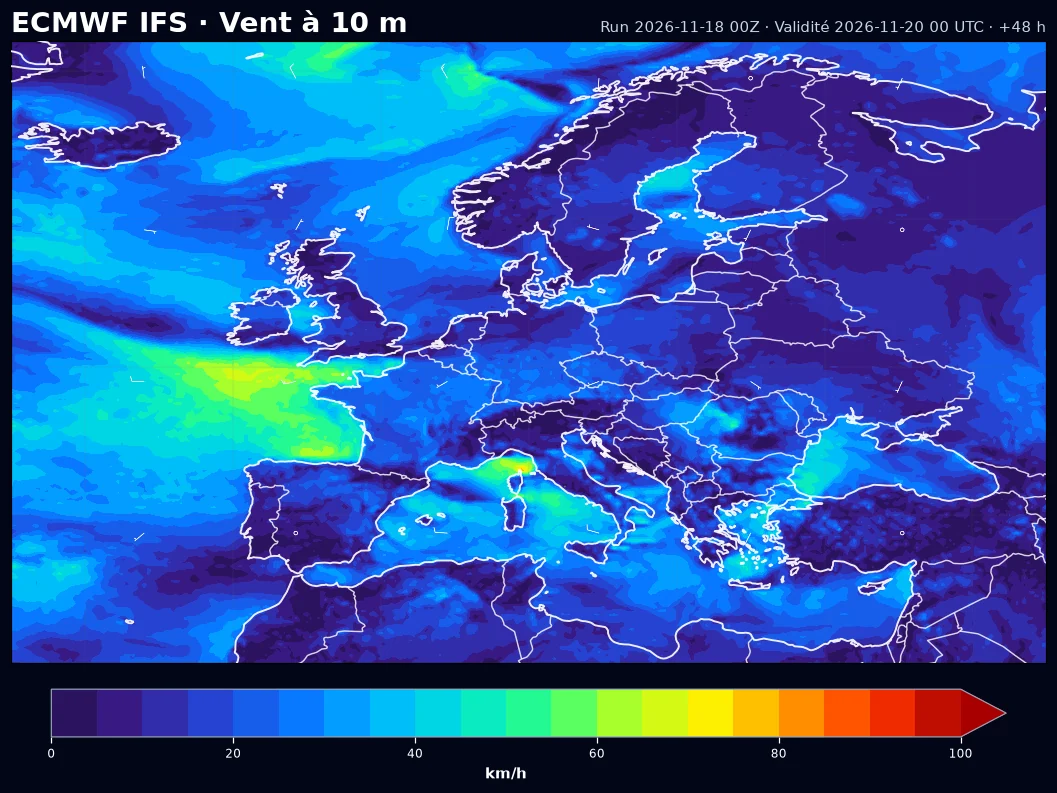 ECMWF IFS · Vent à 10 m
Run 2026-11-18 00Z · Validité 2026-11-20 00 UTC · +48 h
0 20 40 60 80 100
km/h